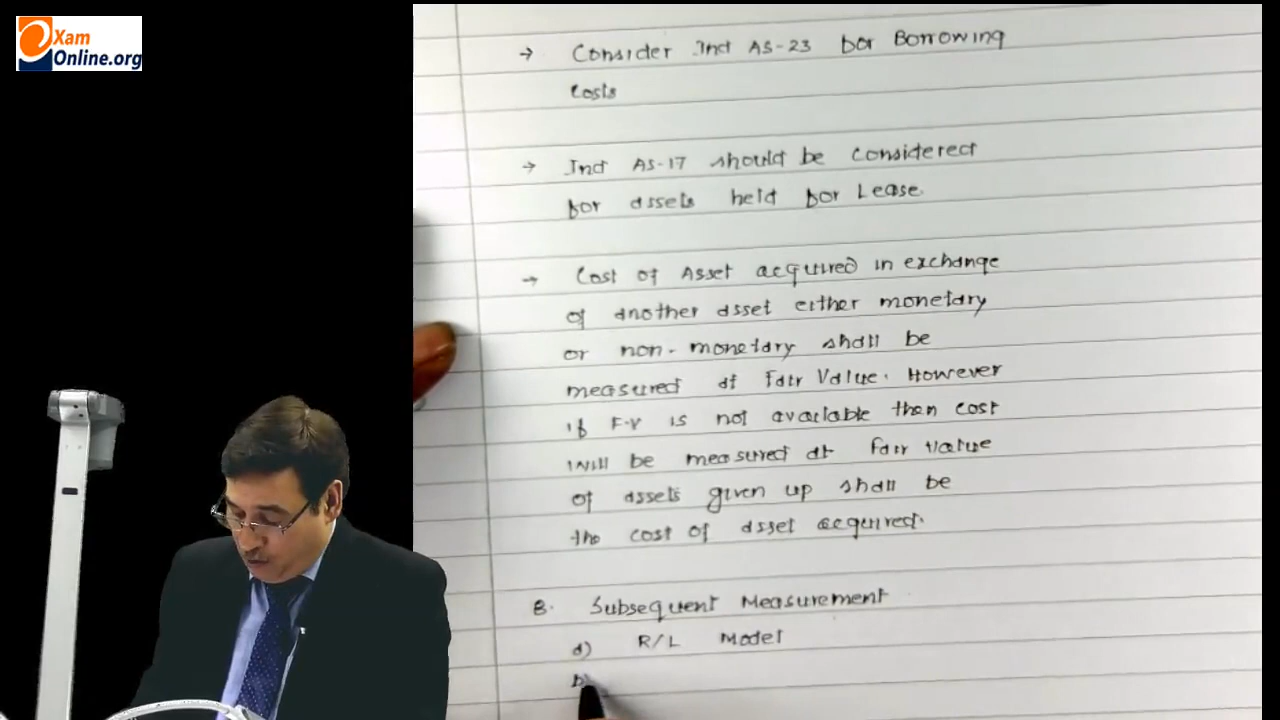 Xam
Online.org
→ Consider Ind AS-23 for Borrowing
Costs
→ Ind AS-17 should be considered
for assets held for Lease.
→ Cost of Asset acquired in exchange
of another asset either monetary
or non-monetary shall be
measured at Fair Value. However
if F.V is not available then cost
will be measured at fair value
of assets given up shall be
the cost of asset acquired.
8. Subsequent Measurement
a) R/L Model
b)